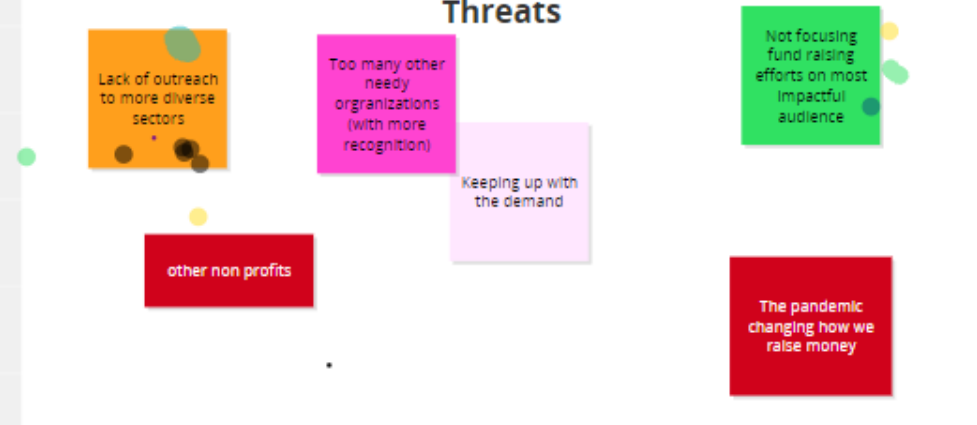 Threats
Lack of outreach
to more diverse
sectors
Too many other
needy
orgranizations
(with more
recognition)
Keeping up with
the demand
Not focusing
fund raising
efforts on most
impactful
audience
other non profits
The pandemic
changing how we
raise money